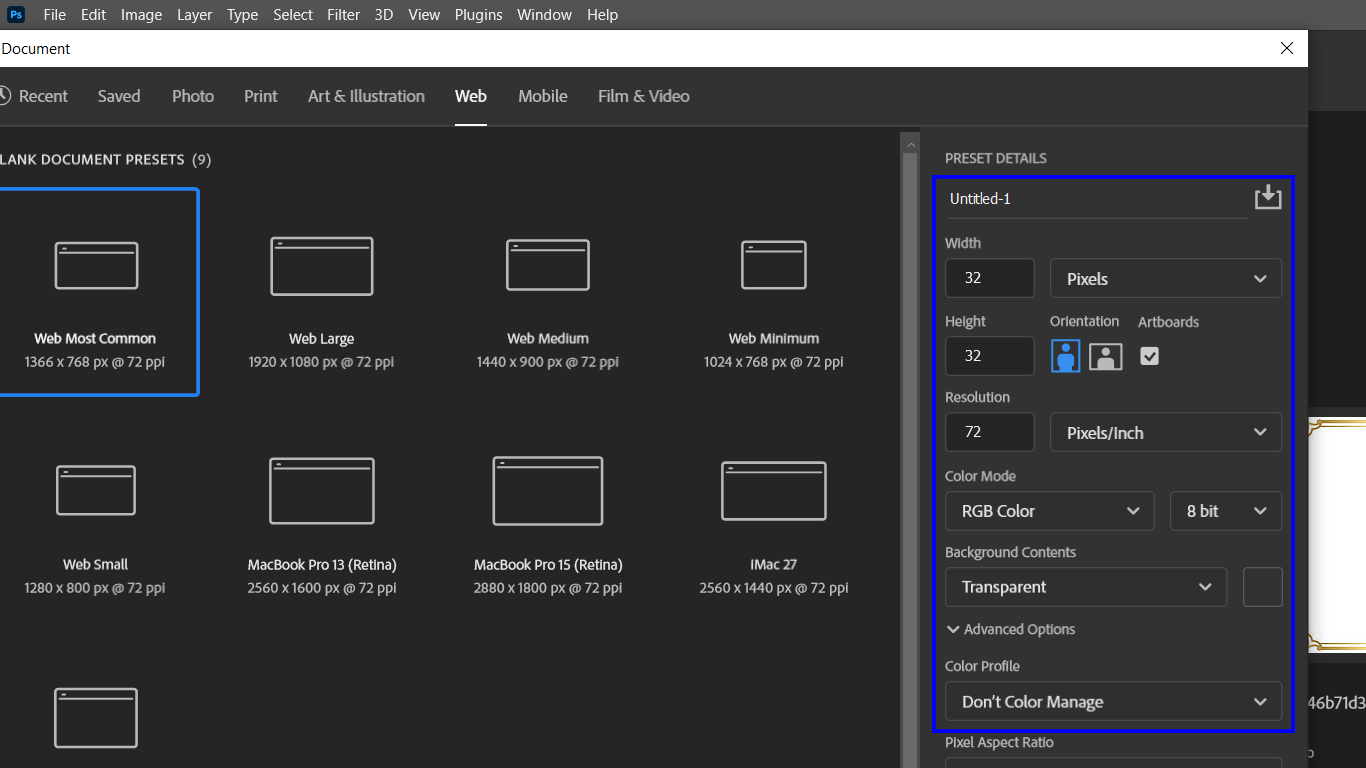 Ps File Edit Image Layer Type Select Filter 3D View Plugins Window Help
Document
Recent Saved Photo Print Art & Illustration Web Mobile Film & Video
LANK DOCUMENT PRESETS (9)
Web Most Common
1366 x 768 px @ 72 ppi
Web Large
1920 x 1080 px @ 72 ppi
Web Medium
1440 x 900 px @ 72 ppi
Web Minimum
1024 x 768 px @ 72 ppi
Web Small
1280 x 800 px @ 72 ppi
MacBook Pro 13 (Retina)
2560 x 1600 px @ 72 ppi
MacBook Pro 15 (Retina)
2880 x 1800 px @ 72 ppi
iMac 27
2560 x 1440 px @ 72 ppi
PRESET DETAILS
Untitled-1
Width
32 Pixels
Height Orientation Artboards
32
Resolution
72 Pixels/Inch
Color Mode
RGB Color 8 bit
Background Contents
Transparent
Advanced Options
Color Profile
Don't Color Manage
Pixel Aspect Ratio
46b71d3